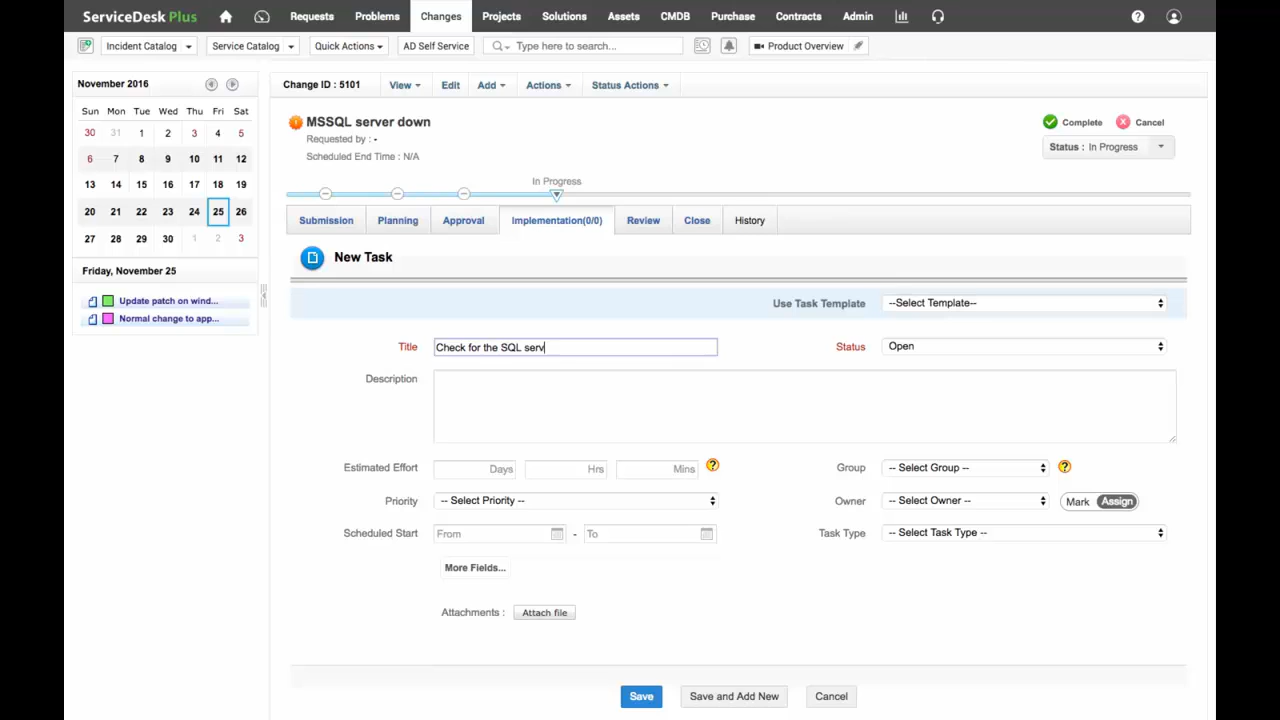 ServiceDesk Plus
Requests Problems Changes Projects Solutions Assets CMDB Purchase Contracts Admin
Incident Catalog Service Catalog Quick Actions AD Self Service Type here to search... Product Overview
November 2016
Sun Mon Tue Wed Thu Fri Sat
30 31 1 2 3 4 5
6 7 8 9 10 11 12
13 14 15 16 17 18 19
20 21 22 23 24 25 26
27 28 29 30 1 2 3
Friday, November 25
Update patch on wind...
Normal change to app...
Change ID : 5101 View Edit Add Actions Status Actions
MSSQL server down
Requested by : -
Scheduled End Time : N/A
Complete Cancel
Status : In Progress
In Progress
Submission Planning Approval Implementation(0/0) Review Close History
New Task
Use Task Template --Select Template--
Title Check for the SQL serv Status Open
Description
Estimated Effort Days Hrs Mins ? Group -- Select Group -- ?
Priority -- Select Priority -- Owner -- Select Owner -- Mark Assign
Scheduled Start From - To Task Type -- Select Task Type --
More Fields...
Attachments : Attach file
Save Save and Add New Cancel